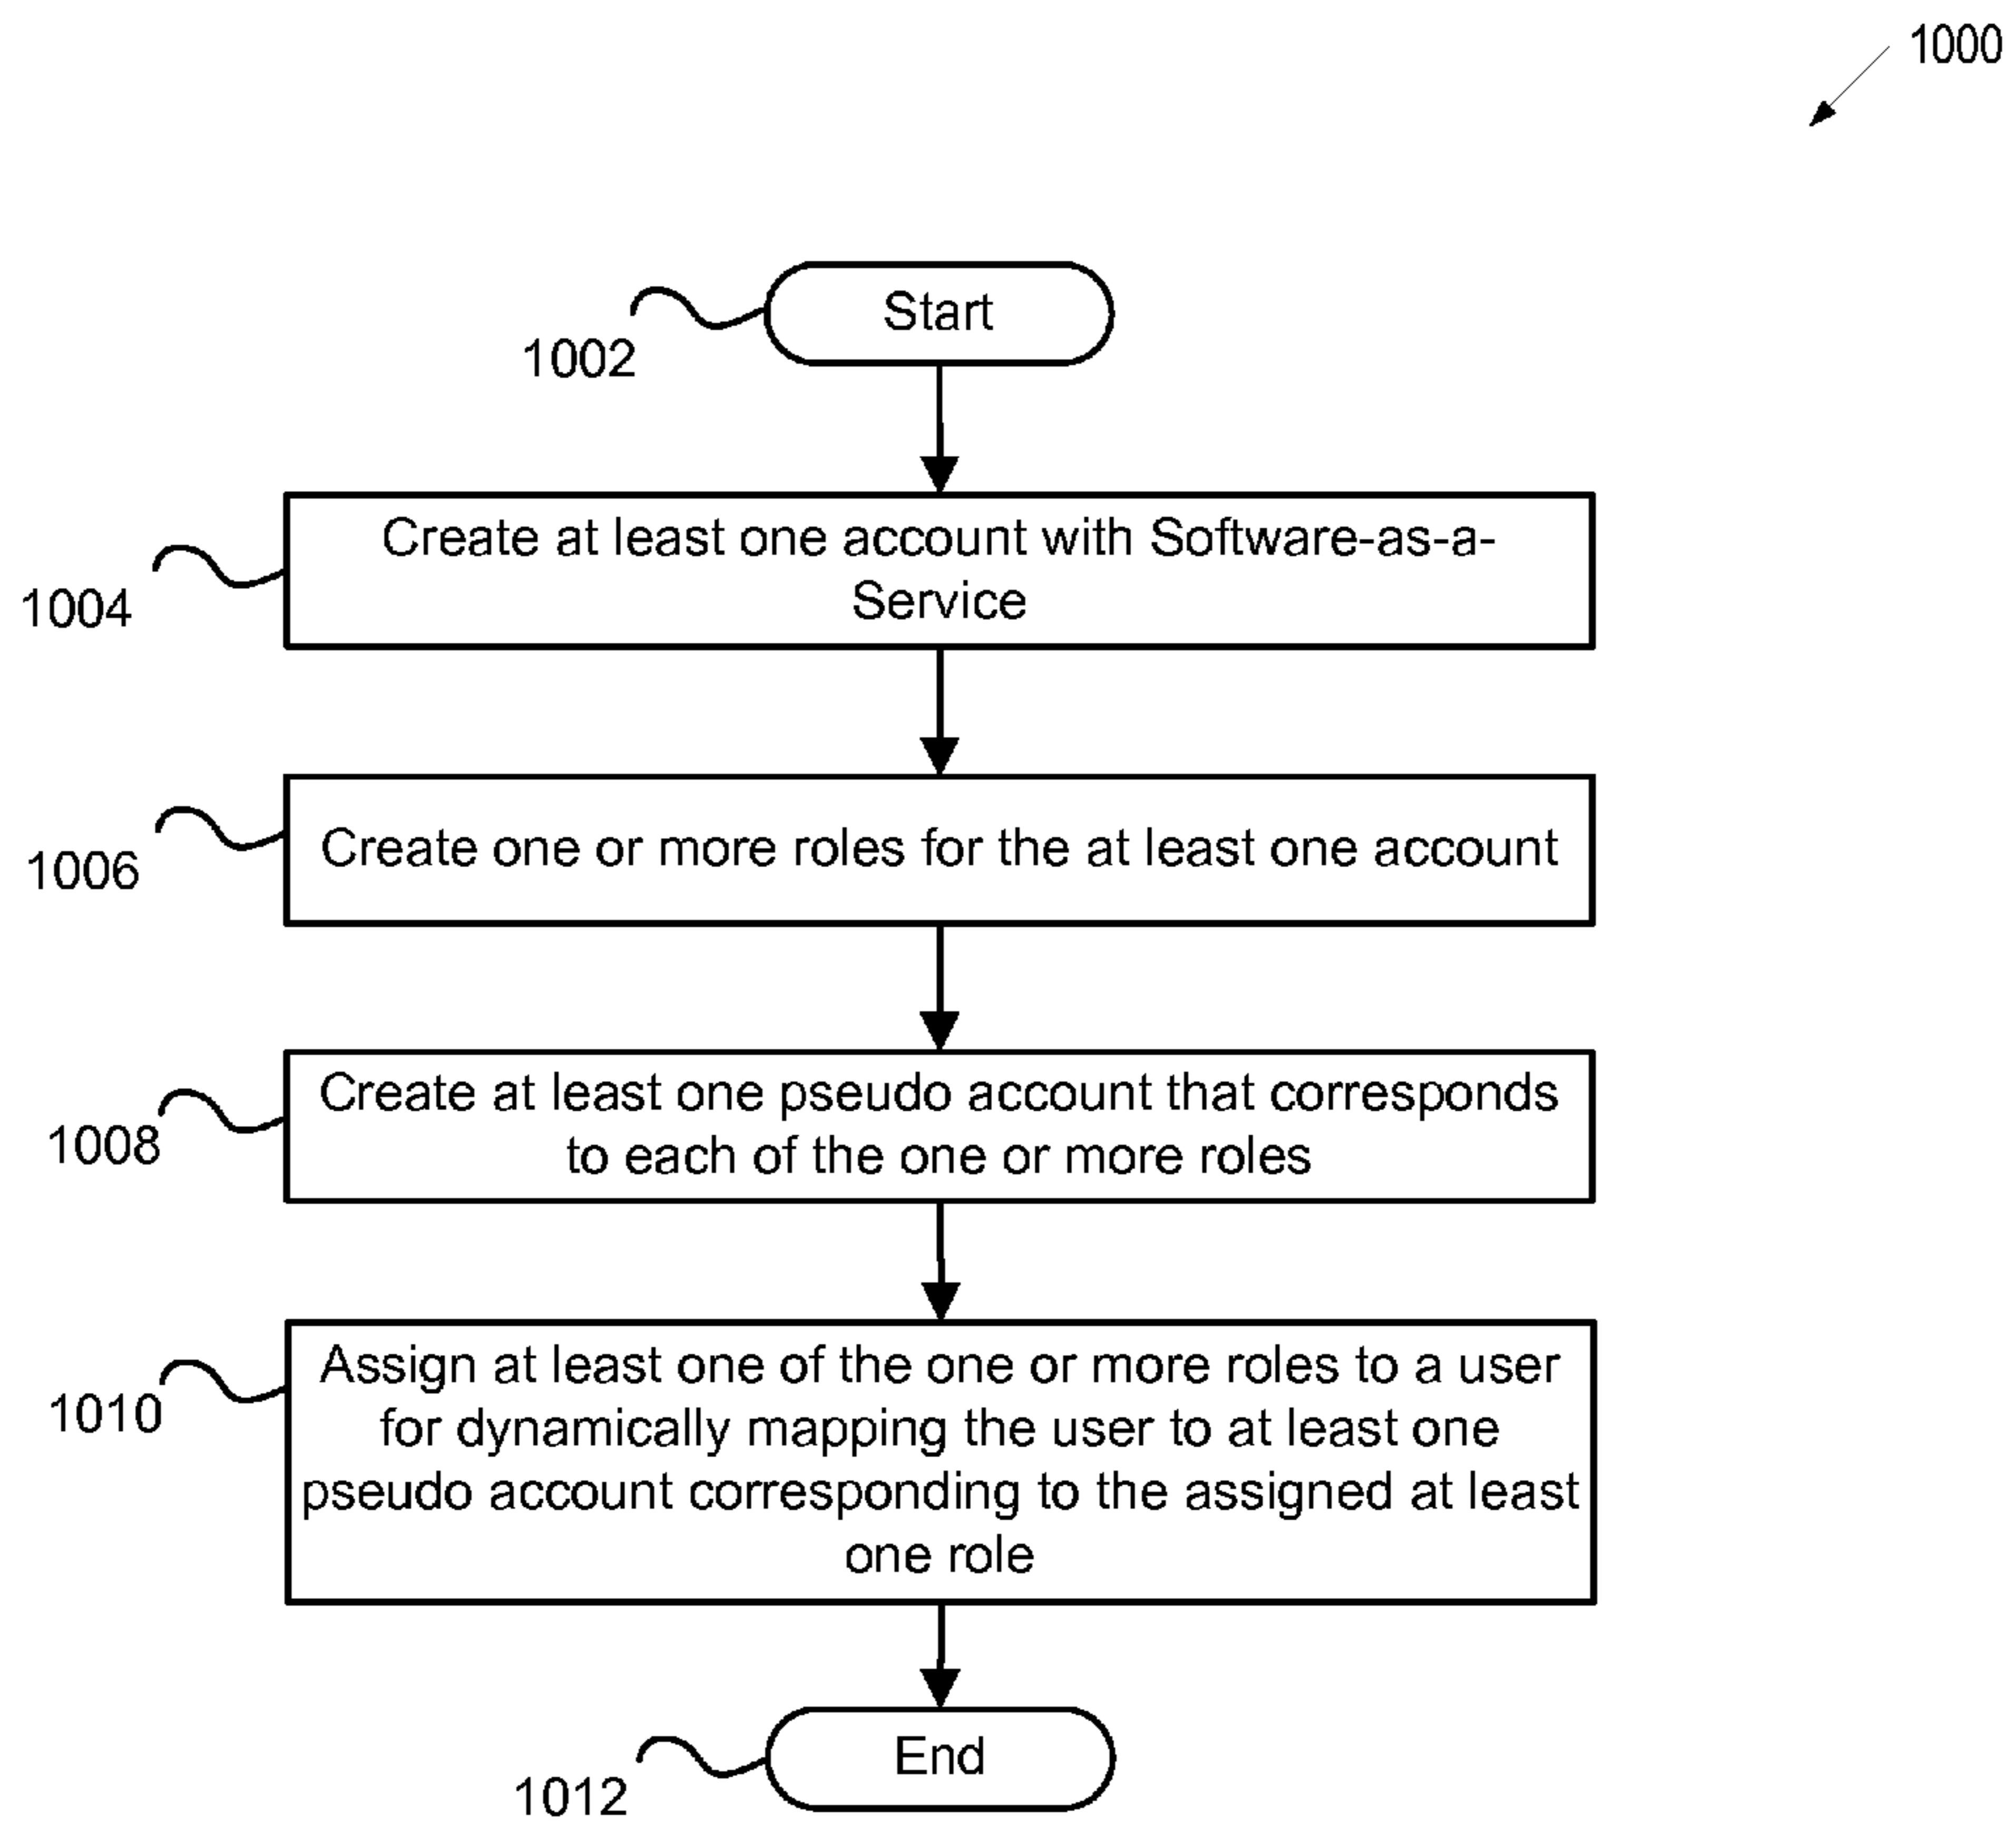 1000
Start
1002
Create at least one account with Software-as-a-
Service
1004
Create one or more roles for the at least one account
1006
Create at least one pseudo account that corresponds
to each of the one or more roles
1008
Assign at least one of the one or more roles to a user
for dynamically mapping the user to at least one
pseudo account corresponding to the assigned at least
one role
1010
End
1012